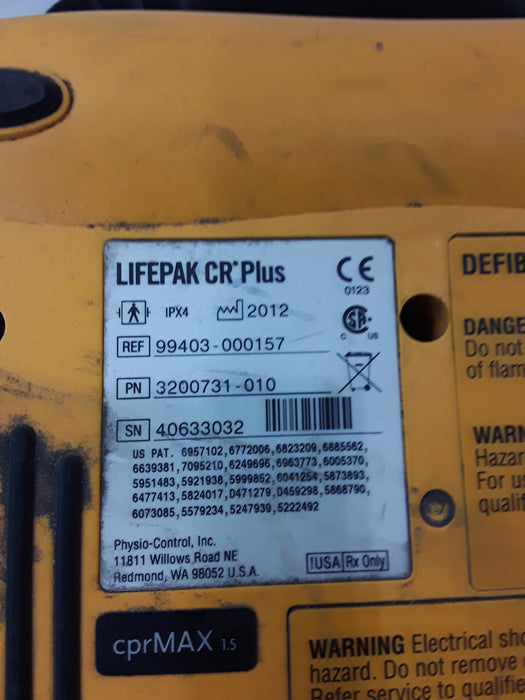 LIFEPAK CR® Plus
CE
0123
IPX4
2012
SA
C US
REF 99403-000157
PN 3200731-010
SN 40633032
US PAT. 6957102,6772006,6823209,6885562,
6639381,7095210,6249696,6963773,6005370,
5951483,5921938,5999852,6041254,5873893,
6477413,5824017,D471279,D459298,5868790,
6073085,5579234,5247939,5222492
Physio-Control, Inc.
11811 Willows Road NE
Redmond, WA 98052 U.S.A.
!USA Rx Only
cprMAX 1.5
DEFIB
DANGE
Do not
of flam
WARN
Hazar
For us
qualif
WARNING Electrical sho
hazard. Do not remove
Refer service to qualifie